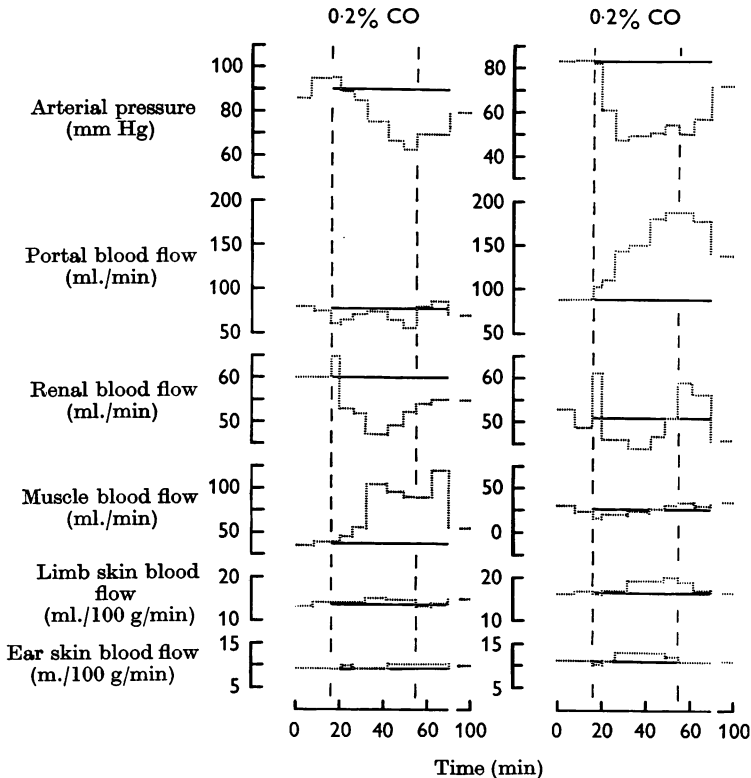 0·2% CO
0·2% CO
Arterial pressure
(mm Hg)
100
80
60
80
60
40
Portal blood flow
(ml./min)
200
150
100
50
200
150
100
50
Renal blood flow
(ml./min)
60
50
60
50
Muscle blood flow
(ml./min)
100
50
50
0
Limb skin blood
flow
(ml./100 g/min)
20
10
20
10
Ear skin blood flow
(m./100 g/min)
15
5
15
5
0 20 40 60 100
0 20 40 60 100
Time (min)